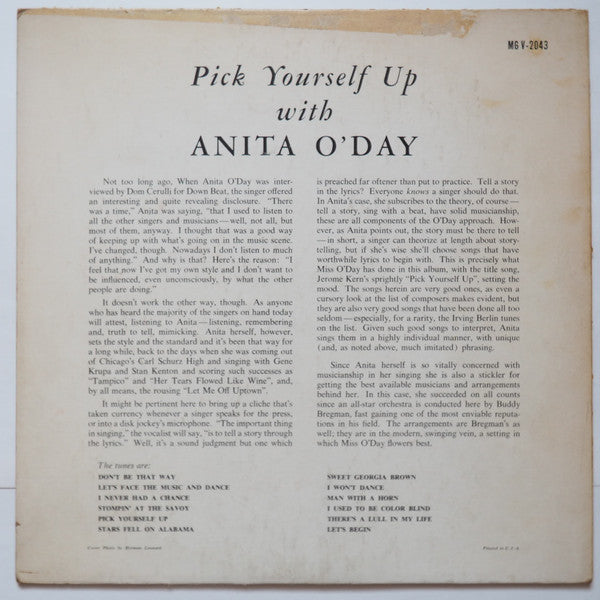 MG V-2043
Pick Yourself Up
with
ANITA O'DAY
Not too long ago, When Anita O'Day was inter-
viewed by Dom Cerulli for Down Beat, the singer offered
an interesting and quite revealing disclosure. "There
was a time," Anita was saying, "that I used to listen to
all the other singers and musicians—well, not all, but
most of them, anyway. I thought that was a good way
of keeping up with what's going on in the music scene.
I've changed, though. Nowadays I don't listen to much
of anything." And why is that? Here's the reason: "I
feel that now I've got my own style and I don't want to
be influenced, even unconsciously, by what the other
people are doing."
It doesn't work the other way, though. As anyone
who has heard the majority of the singers on hand today
will attest, listening to Anita—listening, remembering
and, truth to tell, mimicking. Anita herself, however,
sets the style and the standard and it's been that way for
a long while, back to the days when she was coming out
of Chicago's Carl Schurz High and singing with Gene
Krupa and Stan Kenton and scoring such successes as
"Tampico" and "Her Tears Flowed Like Wine", and,
by all means, the rousing "Let Me Off Uptown".
It might be pertinent here to bring up a cliche that's
taken currency whenever a singer speaks for the press,
or into a disk jockey's microphone. "The important thing
in singing," the vocalist will say, "is to tell a story through
the lyrics." Well, it's a sound judgment but one which
is preached far oftener than put to practice. Tell a story
in the lyrics? Everyone knows a singer should do that.
In Anita's case, she subscribes to the theory, of course—
tell a story, sing with a beat, have solid musicianship,
these are all components of the O'Day approach. How-
ever, as Anita points out, the story must be there to tell
—in short, a singer can theorize at length about story-
telling, but if she's wise she'll choose songs that have
worthwhile lyrics to begin with. This is precisely what
Miss O'Day has done in this album, with the title song,
Jerome Kern's sprightly "Pick Yourself Up", setting the
mood. The songs herein are very good ones, as even a
cursory look at the list of composers makes evident, but
they are also very good songs that have been done all too
seldom—especially, for a rarity, the Irving Berlin tunes
on the list. Given such good songs to interpret, Anita
sings them in a highly individual manner, with unique
(and, as noted above, much imitated) phrasing.
Since Anita herself is so vitally concerned with
musicianship in her singing she is also a stickler for
getting the best available musicians and arrangements
behind her. In this case, she succeeded on all counts
since an all-star orchestra is conducted here by Buddy
Bregman, fast gaining one of the most enviable reputa-
tions in his field. The arrangements are Bregman's as
well; they are in the modern, swinging vein, a setting in
which Miss O'Day flowers best.
The tunes are:
DON'T BE THAT WAY
LET'S FACE THE MUSIC AND DANCE
I NEVER HAD A CHANCE
STOMPIN' AT THE SAVOY
PICK YOURSELF UP
STARS FELL ON ALABAMA
SWEET GEORGIA BROWN
I WON'T DANCE
MAN WITH A HORN
I USED TO BE COLOR BLIND
THERE'S A LULL IN MY LIFE
LET'S BEGIN
Cover Photo by Herman Leonard
Printed in U.S.A.